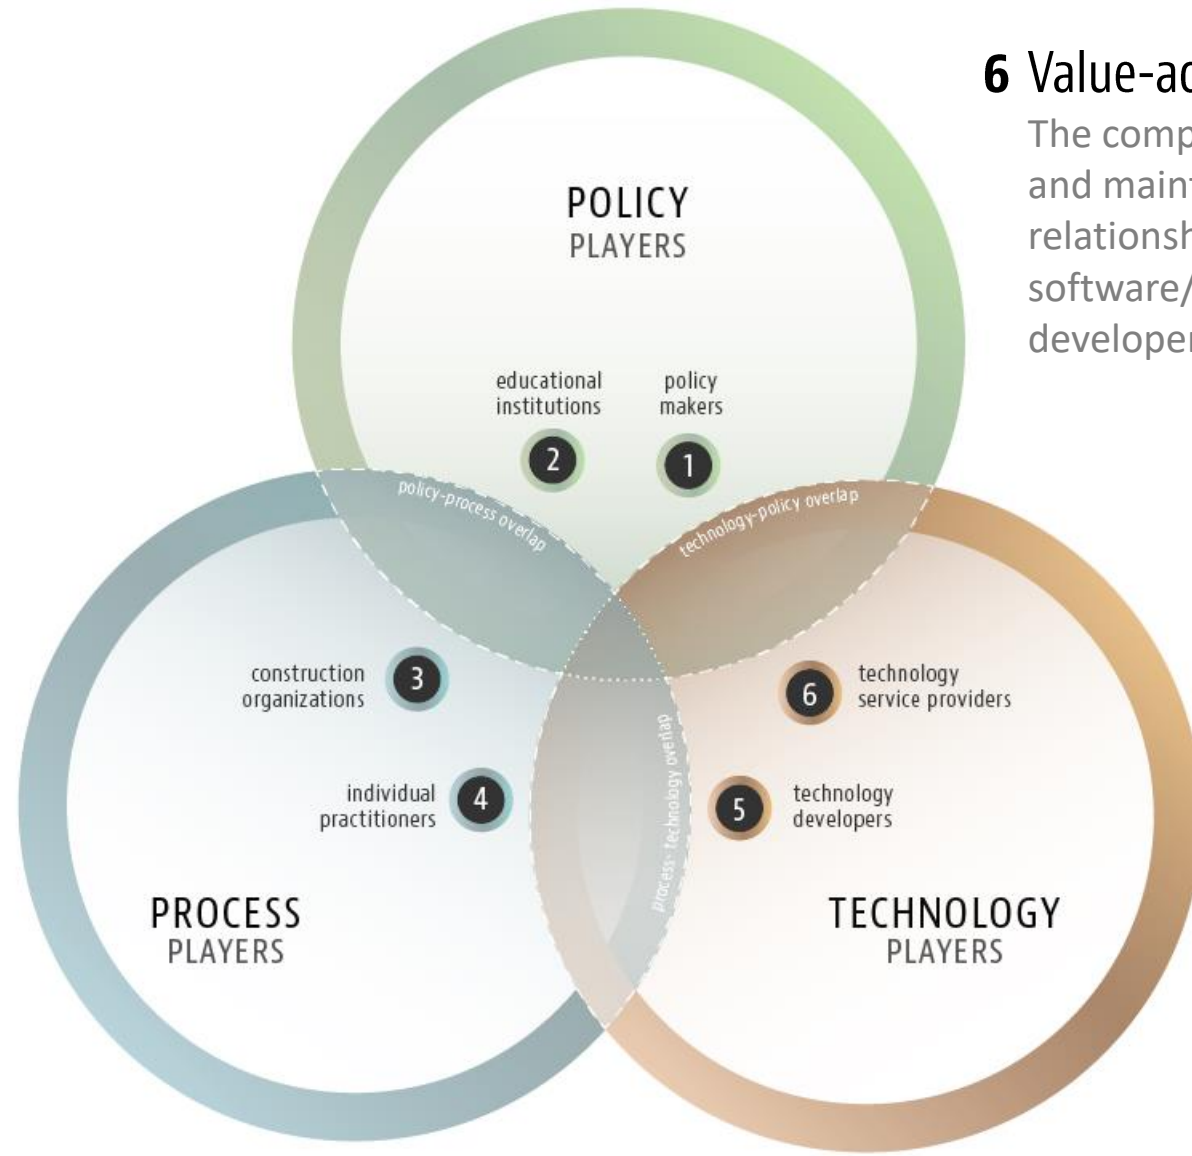 6 Value-ad
The comp
and maint
relationsh
software/
developer
POLICY
PLAYERS
educational
institutions
policy
makers
2
1
policy-process overlap
technology-policy overlap
construction
organizations
3
6
technology
service providers
individual
practitioners
4
5
technology
developers
process- technology overlap
PROCESS
PLAYERS
TECHNOLOGY
PLAYERS